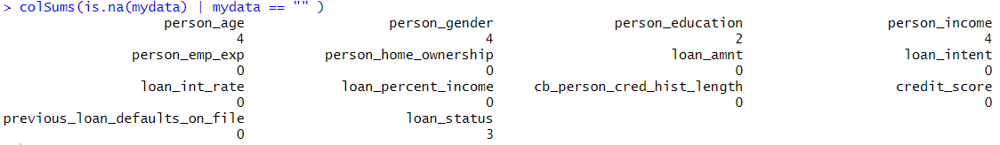 > colSums(is.na(mydata) | mydata == "" )
person_age person_gender person_education person_income
4 4 2 4
person_emp_exp person_home_ownership loan_amnt loan_intent
0 0 0 0
loan_int_rate loan_percent_income cb_person_cred_hist_length credit_score
0 0 0 0
previous_loan_defaults_on_file loan_status
0 3